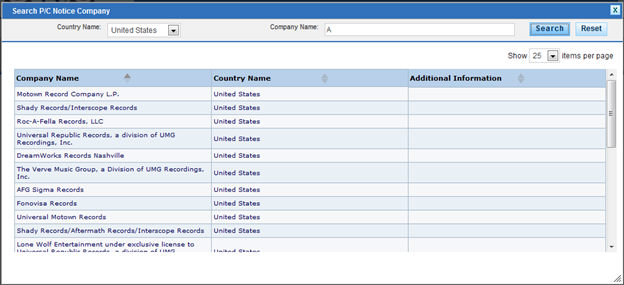 Search P/C Notice Company
X
Country Name: United States Company Name: A Search Reset
Show 25 items per page
Company Name Country Name Additional Information
Motown Record Company L.P. United States
Shady Records/Interscope Records United States
Roc-A-Fella Records, LLC United States
Universal Republic Records, a division of UMG
Recordings, Inc. United States
DreamWorks Records Nashville United States
The Verve Music Group, a Division of UMG Recordings,
Inc. United States
AFG Sigma Records United States
Fonovisa Records United States
Universal Motown Records United States
Shady Records/Aftermath Records/Interscope Records United States
Lone Wolf Entertainment under exclusive license to
Universal Republic Records, a division of UMG United States